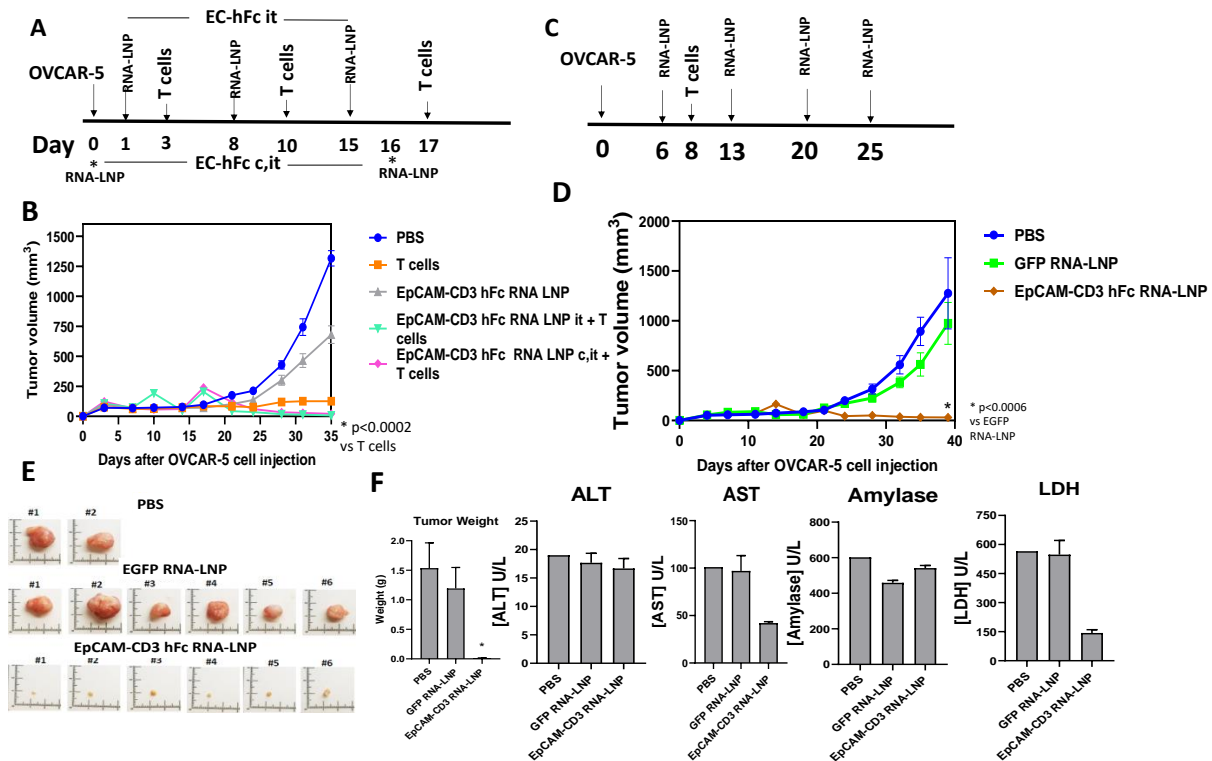 A
EC-hFc it
OVCAR-5
RNA-LNP
T cells
RNA-LNP
T cells
RNA-LNP
T cells
Day 0 1 3 8 10 15 16 17
* EC-hFc c,it *
RNA-LNP RNA-LNP
B
Tumor volume (mm³)
1500
1250
1000
750
500
250
0
0 5 10 15 20 25 30 35
Days after OVCAR-5 cell injection
PBS
T cells
EpCAM-CD3 hFc RNA LNP
EpCAM-CD3 hFc RNA LNP it + T
cells
EpCAM-CD3 hFc RNA LNP c,it +
T cells
* p<0.0002
vs T cells
C
OVCAR-5
RNA-LNP
T cells
RNA-LNP
RNA-LNP
RNA-LNP
0 6 8 13 20 25
D
Tumor volume (mm³)
2000
1500
1000
500
0
0 10 20 30 40
Days after OVCAR-5 cell injection
*
PBS
GFP RNA-LNP
EpCAM-CD3 hFc RNA-LNP
* p<0.0006
vs EGFP
RNA-LNP
E
PBS
#1 #2
EGFP RNA-LNP
#1 #2 #3 #4 #5 #6
EpCAM-CD3 hFc RNA-LNP
#1 #2 #3 #4 #5 #6
F
Tumor Weight
Weight (g)
2.0
1.5
1.0
0.5
0.0
*
PBS
GFP RNA-LNP
EpCAM-CD3 RNA-LNP
ALT
[ALT] U/L
25
20
15
10
5
0
PBS
GFP RNA-LNP
EpCAM-CD3 RNA-LNP
AST
[AST] U/L
150
100
50
0
PBS
GFP RNA-LNP
EpCAM-CD3 RNA-LNP
Amylase
[Amylase] U/L
800
600
400
200
0
PBS
GFP RNA-LNP
EpCAM-CD3 RNA-LNP
LDH
[LDH] U/L
600
450
300
150
0
PBS
GFP RNA-LNP
EpCAM-CD3 RNA-LNP